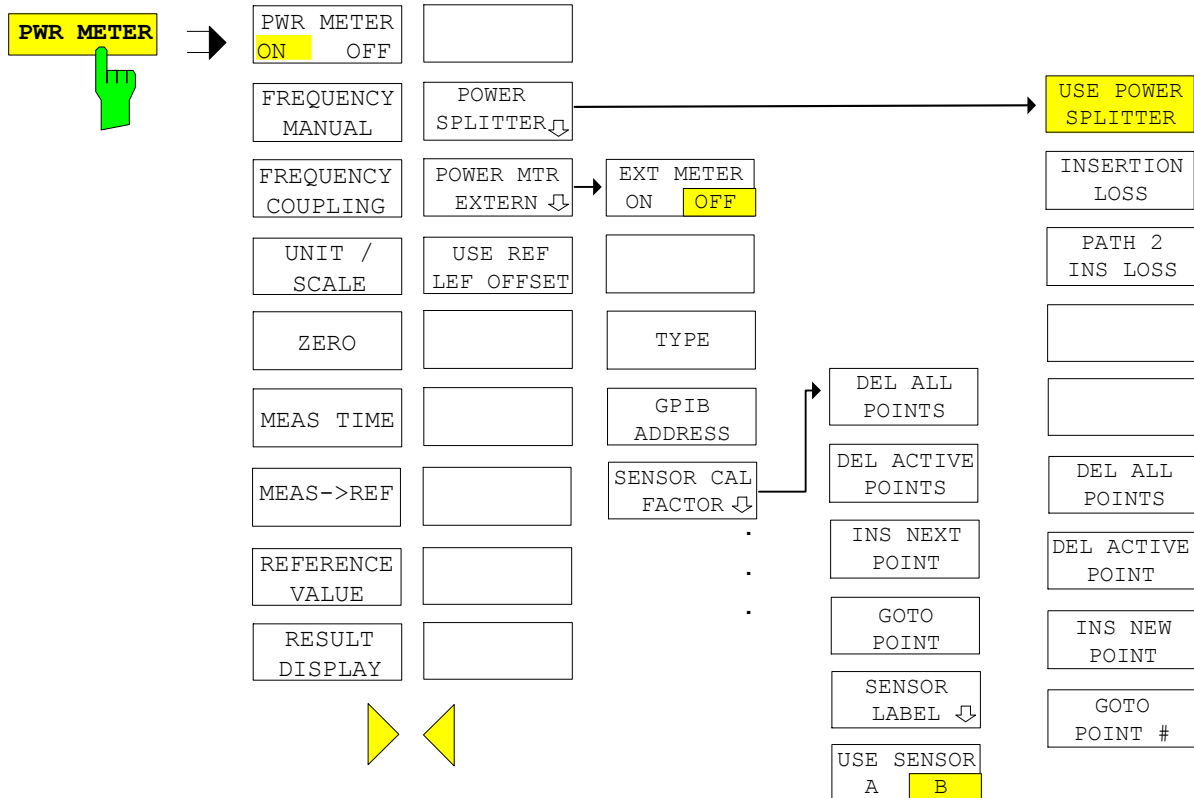 PWR METER
PWR METER
ON OFF
FREQUENCY
MANUAL
FREQUENCY
COUPLING
UNIT /
SCALE
ZERO
MEAS TIME
MEAS->REF
REFERENCE
VALUE
RESULT
DISPLAY
POWER
SPLITTER
POWER MTR
EXTERN
USE REF
LEF OFFSET
EXT METER
ON OFF
TYPE
GPIB
ADDRESS
SENSOR CAL
FACTOR
.
.
.
DEL ALL
POINTS
DEL ACTIVE
POINTS
INS NEXT
POINT
GOTO
POINT
SENSOR
LABEL
USE SENSOR
A B
USE POWER
SPLITTER
INSERTION
LOSS
PATH 2
INS LOSS
DEL ALL
POINTS
DEL ACTIVE
POINT
INS NEW
POINT
GOTO
POINT #